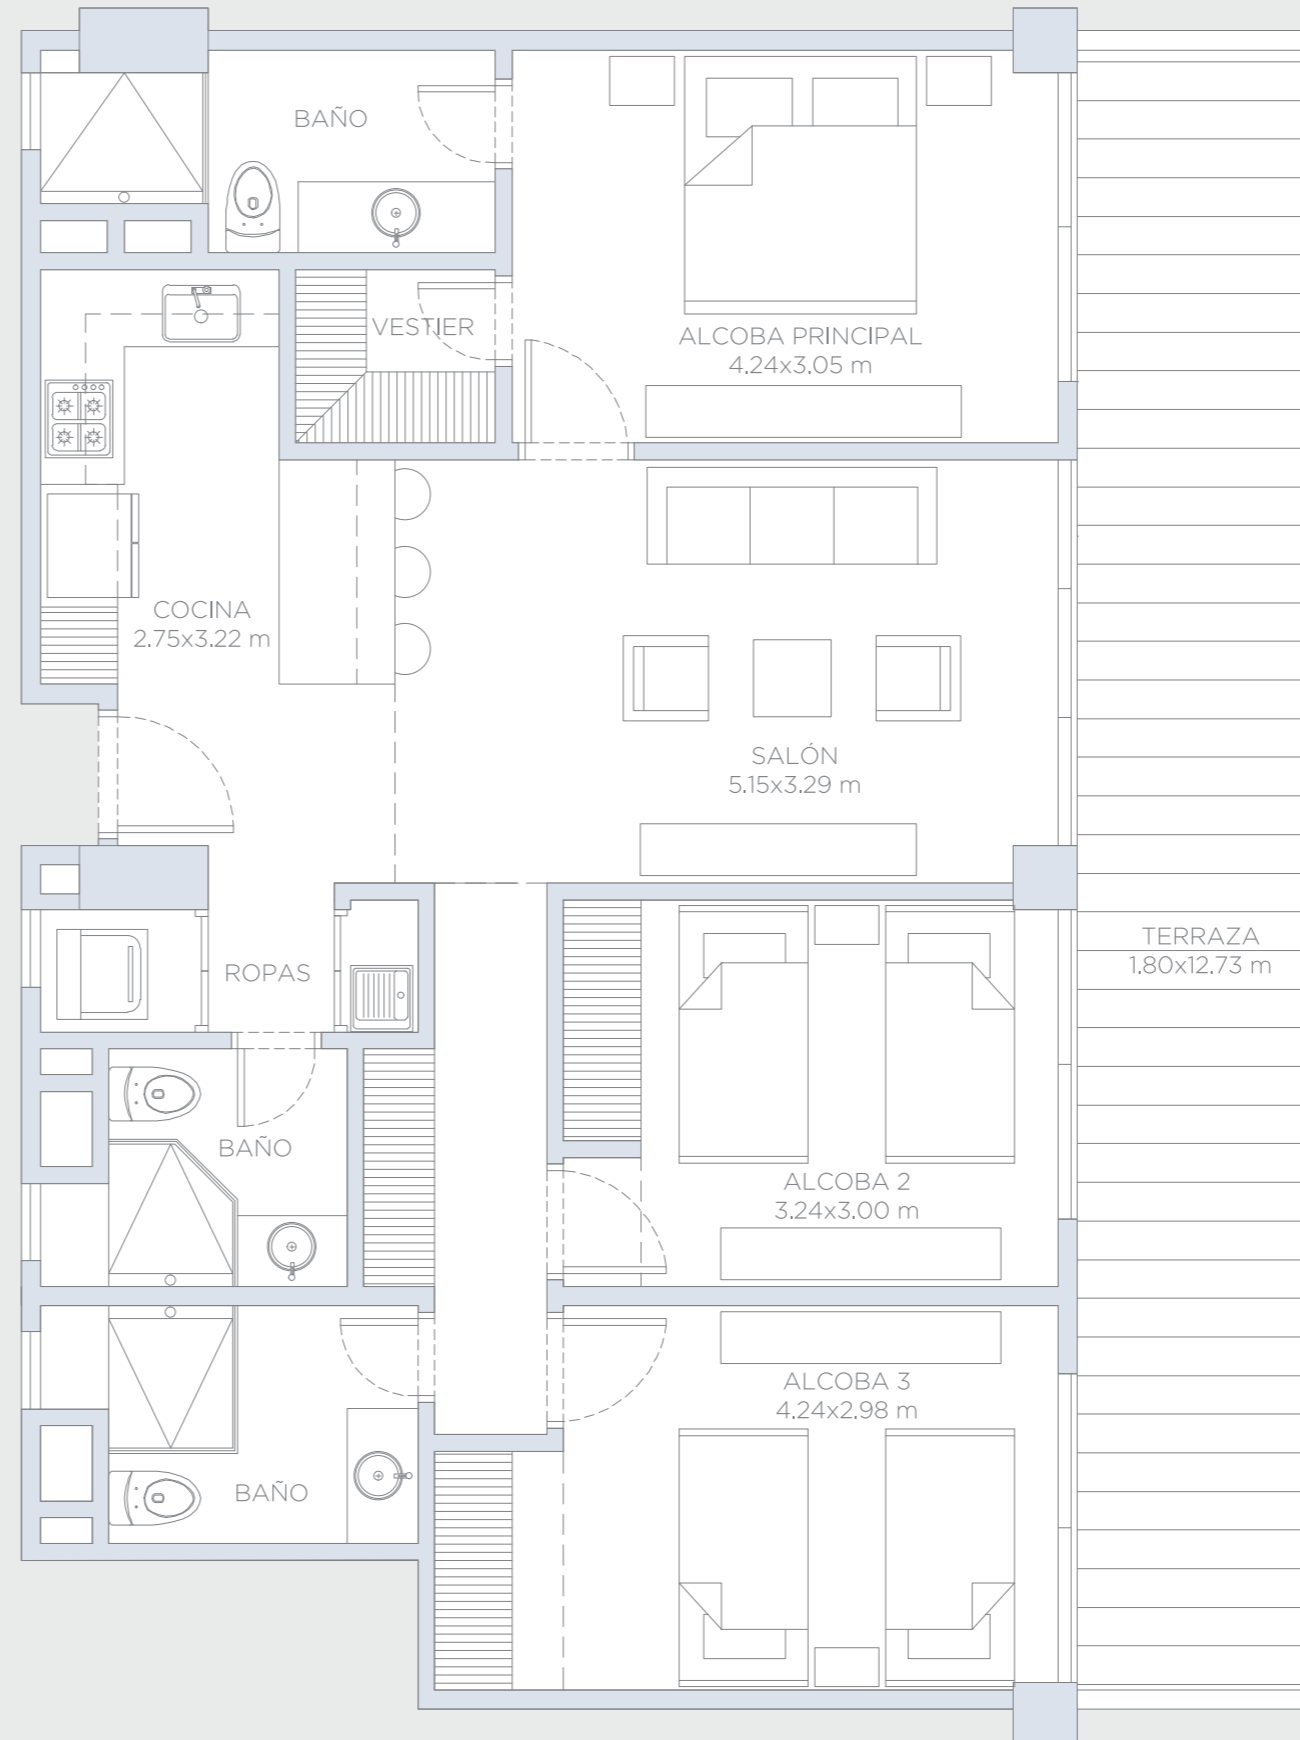 BAÑO
VESTIER
ALCOBA PRINCIPAL
4.24x3.05 m
COCINA
2.75x3.22 m
SALÓN
5.15x3.29 m
TERRAZA
1.80x12.73 m
ROPAS
BAÑO
ALCOBA 2
3.24x3.00 m
ALCOBA 3
4.24x2.98 m
BAÑO